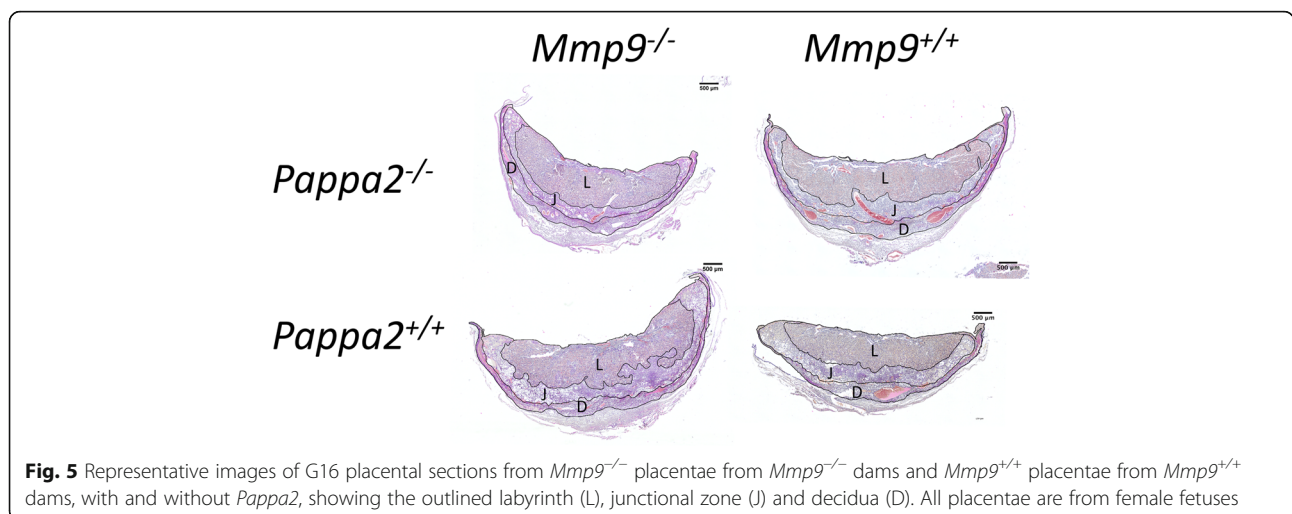 Mmp9-/- Mmp9+/+
500 µm
Pappa2-/-
D
L
J
L
J
D
500 µm
500 µm
Pappa2+/+
L
J
D
500 µm
L
J
D
Fig. 5 Representative images of G16 placental sections from Mmp9−/− placentae from Mmp9−/− dams and Mmp9+/+ placentae from Mmp9+/+
dams, with and without Pappa2, showing the outlined labyrinth (L), junctional zone (J) and decidua (D). All placentae are from female fetuses